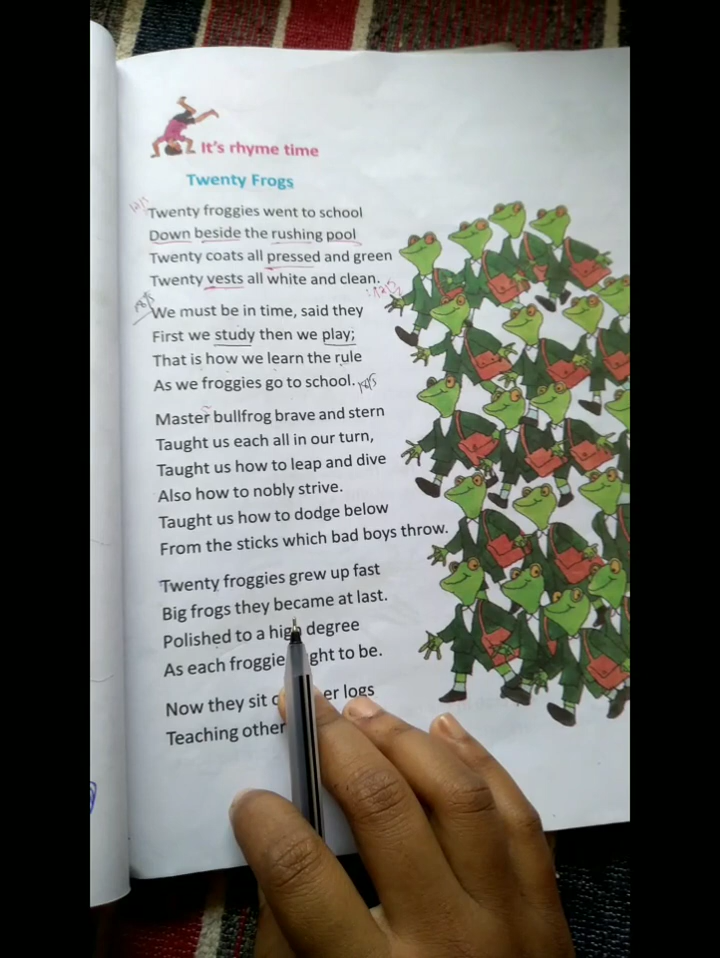 It's rhyme time
Twenty Frogs
Twenty froggies went to school
Down beside the rushing pool
Twenty coats all pressed and green
Twenty vests all white and clean.
We must be in time, said they
First we study then we play;
That is how we learn the rule
As we froggies go to school.
Master bullfrog brave and stern
Taught us each all in our turn,
Taught us how to leap and dive
Also how to nobly strive.
Taught us how to dodge below
From the sticks which bad boys throw.
Twenty froggies grew up fast
Big frogs they became at last.
Polished to a high degree
As each froggie ght to be.
Now they sit er logs
Teaching other